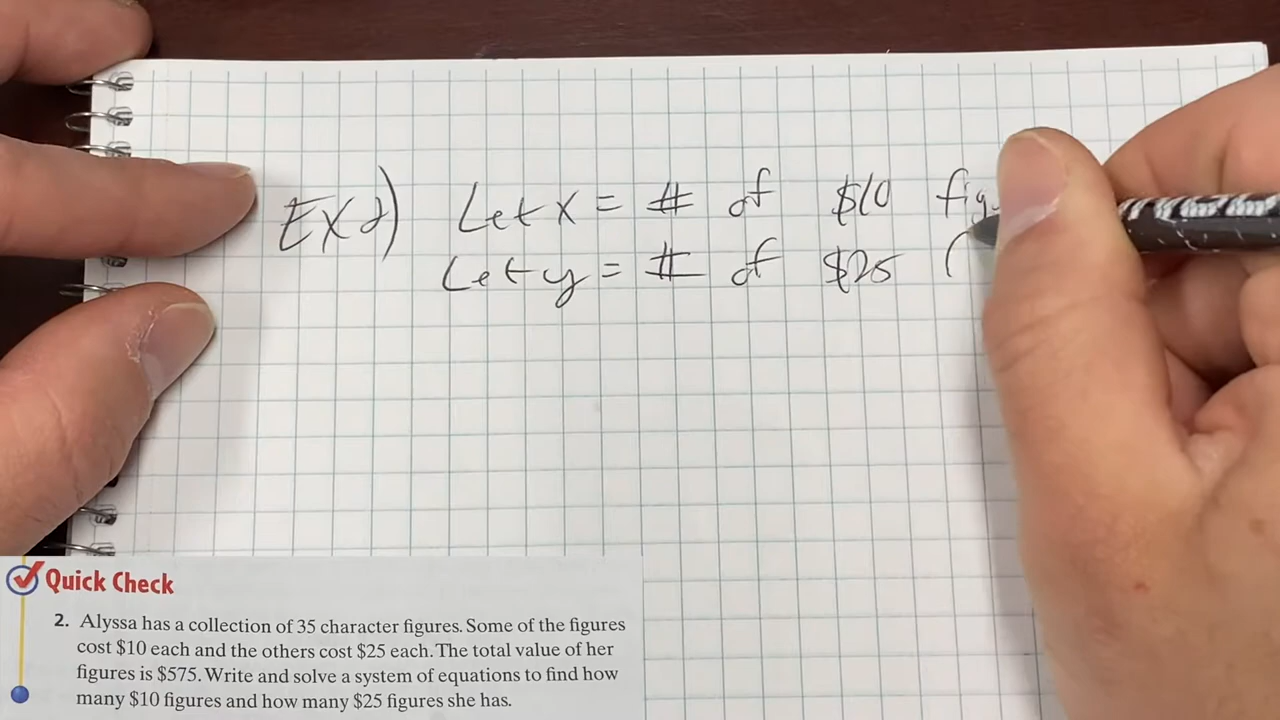 Ex 2) Let x = # of $10 fig
Let y = # of $25
Quick Check
2. Alyssa has a collection of 35 character figures. Some of the figures
cost $10 each and the others cost $25 each. The total value of her
figures is $575. Write and solve a system of equations to find how
many $10 figures and how many $25 figures she has.